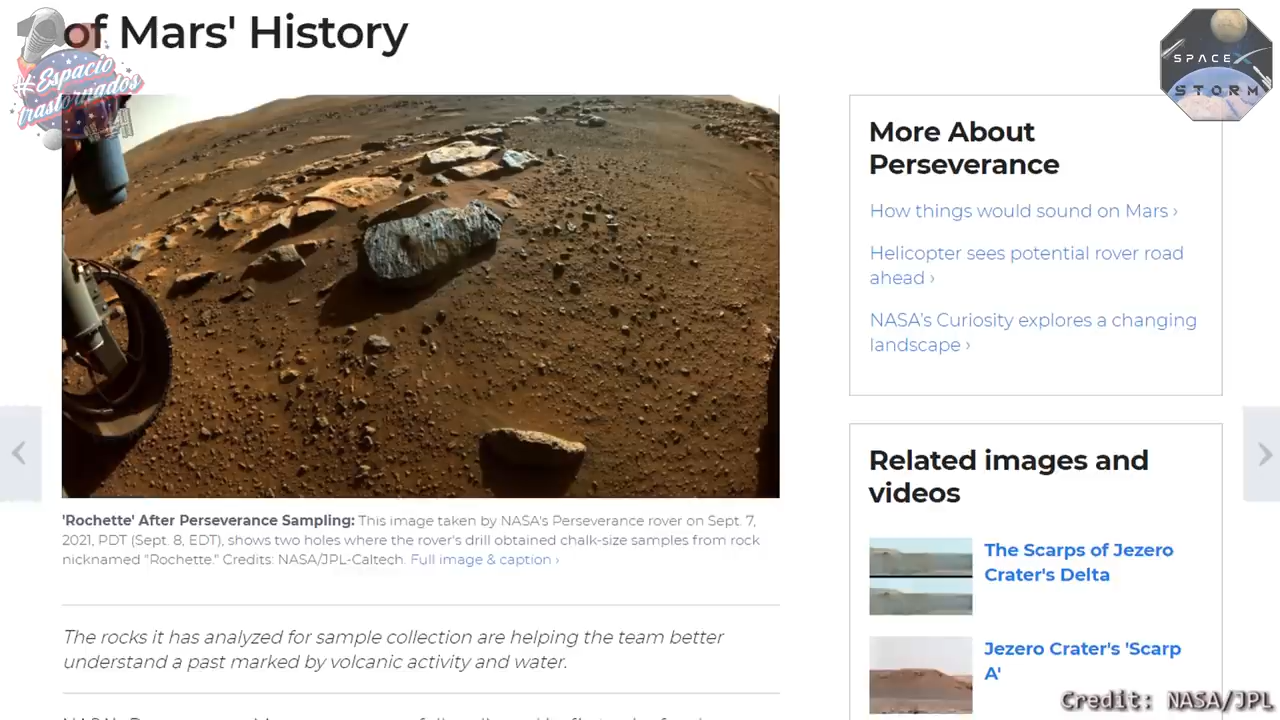 of Mars' History
#Espacio
trastornados
SPACEX
STORM
'Rochette' After Perseverance Sampling: This image taken by NASA's Perseverance rover on Sept. 7,
2021, PDT (Sept. 8, EDT), shows two holes where the rover's drill obtained chalk-size samples from rock
nicknamed "Rochette." Credits: NASA/JPL-Caltech. Full image & caption ›
The rocks it has analyzed for sample collection are helping the team better
understand a past marked by volcanic activity and water.
More About
Perseverance
How things would sound on Mars ›
Helicopter sees potential rover road
ahead ›
NASA's Curiosity explores a changing
landscape ›
Related images and
videos
The Scarps of Jezero
Crater's Delta
Jezero Crater's 'Scarp
A'
Credit: NASA/JPL